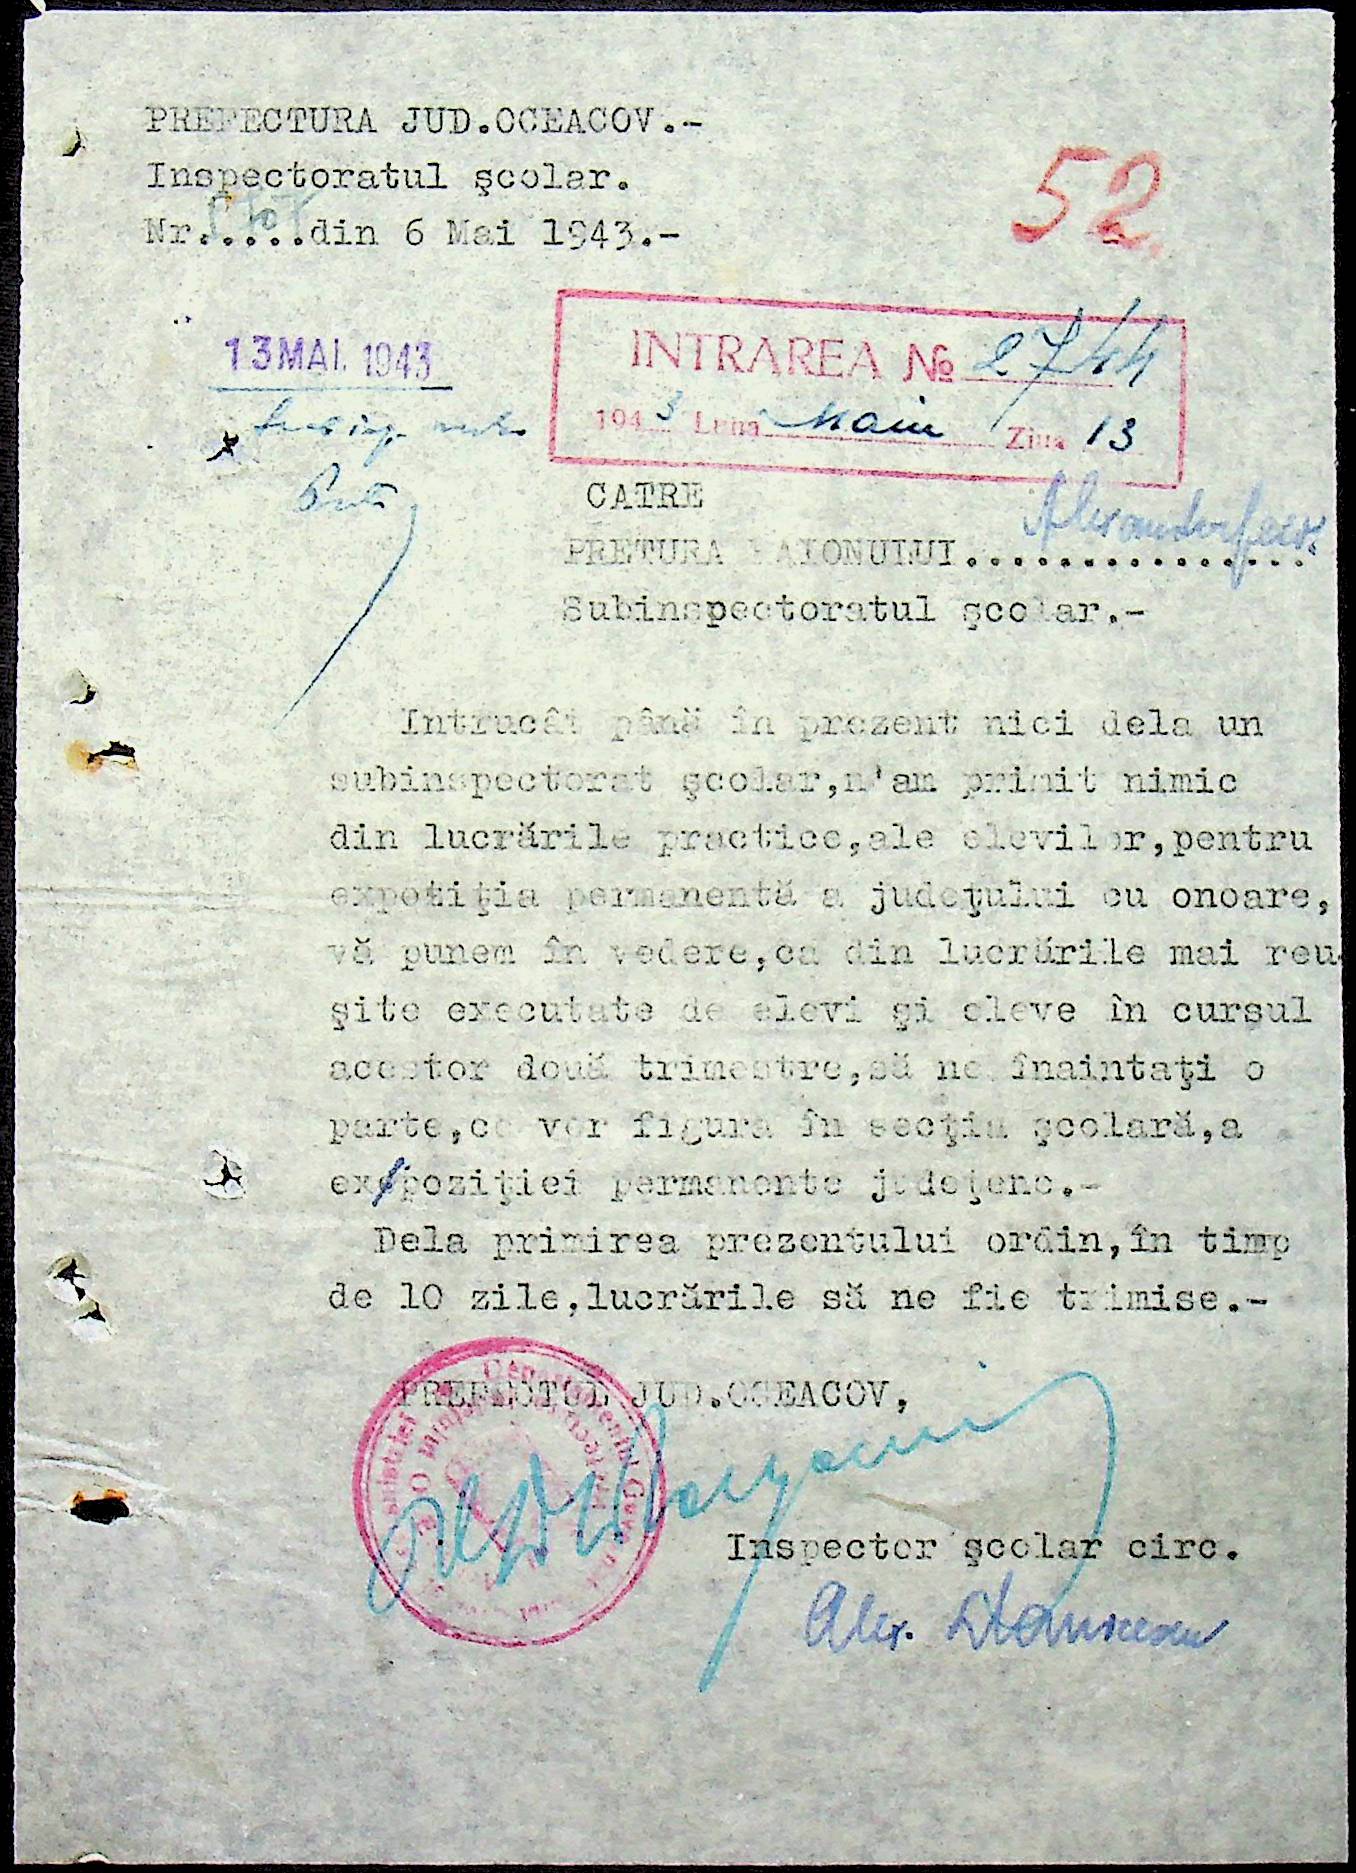 PREFECTURA JUD.OCEACOV.-
Inspectoratul şcolar.
Nr.....din 6 Mai 1943.-
52.
13 MAI. 1943
INTRAREA No 2744
1943 Luna Maiu Ziua 13
CATRE
PRETURA RAIONULUI................
Alexanderfeld.
Subinspectoratul şcolar.-
Intrucât până în prezent nici dela un
subinspectorat şcolar,n'am primit nimic
din lucrările practice,ale elevilor,pentru
expoziţia permanentă a judeţului cu onoare,
vă punem în vedere,ca din lucrările mai reu-
şite executate de elevi şi eleve în cursul
acestor două trimestre,să ne înaintaţi o
parte,ce vor figura în secţia şcolară,a
expoziţiei permanente judeţene.-
Dela primirea prezentului ordin,în timp
de 10 zile,lucrările să ne fie trimise.-
PREFECTUL JUD.OCEACOV,
Inspector şcolar circ.
Alex.